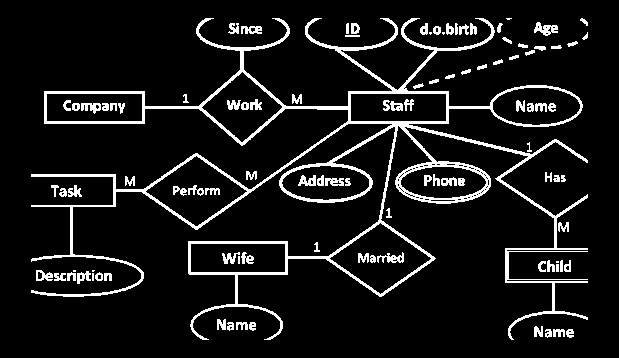 Since
ID
d.o.birth
Age
Company
1
Work
M
Staff
Name
1
Task
M
Perform
M
Address
Phone
Has
1
M
Wife
1
Married
Child
Description
Name
Name